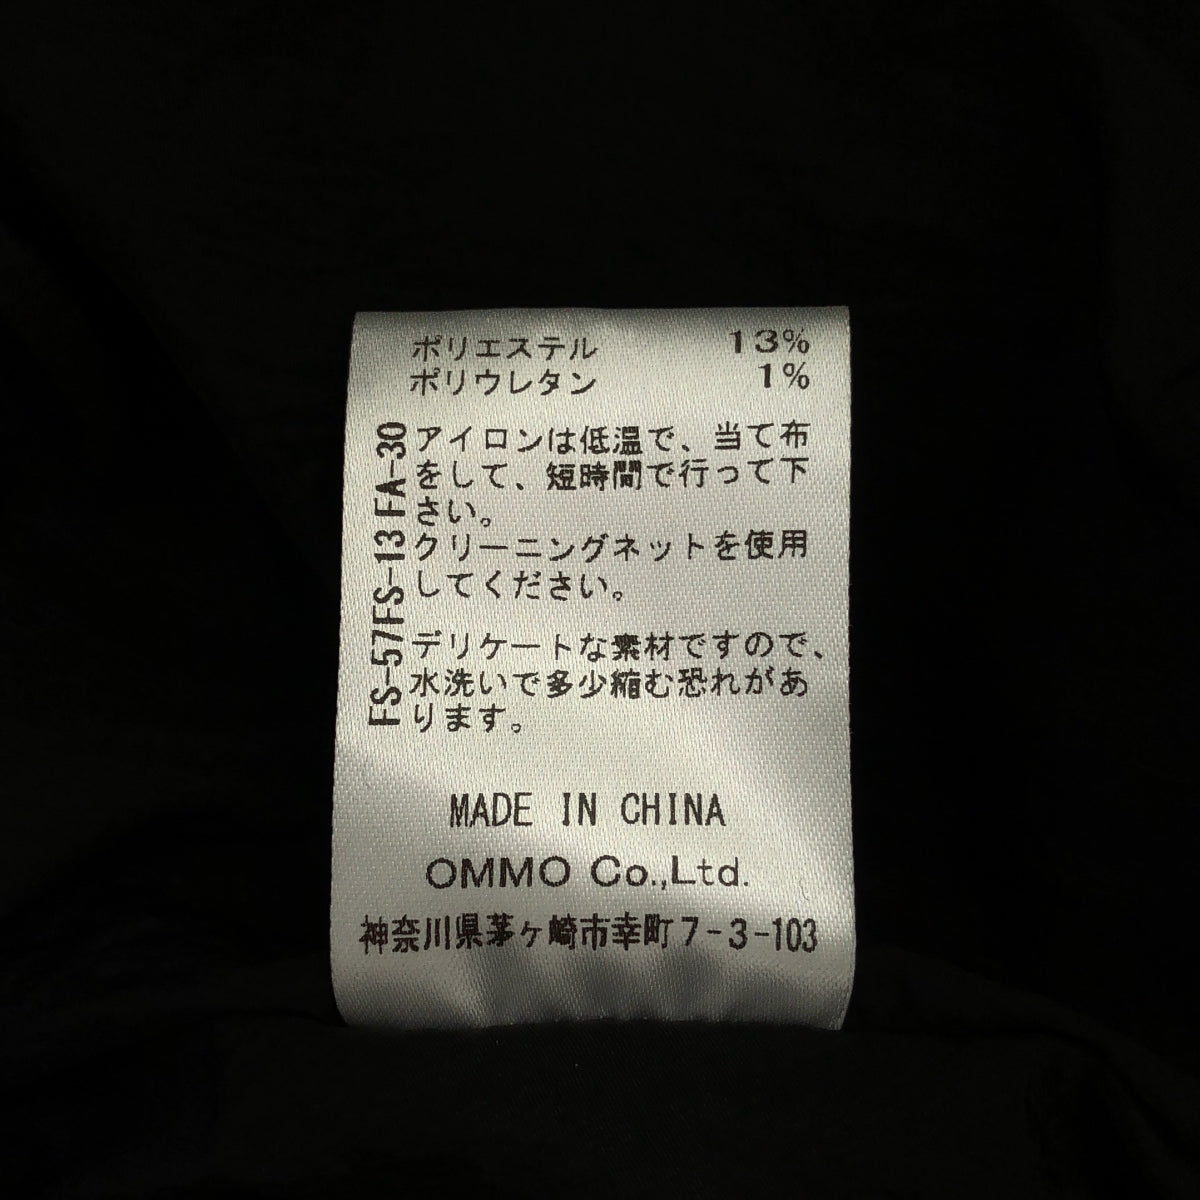 ポリエステル 13%
ポリウレタン 1%
アイロンは低温で、当て布
をして、短時間で行って下
さい。
クリーニングネットを使用
してください。
デリケートな素材ですので、
水洗いで多少縮む恐れがあ
ります。
FS-57FS-13 FA-30
MADE IN CHINA
OMMO Co.,Ltd.
神奈川県茅ヶ崎市幸町7-3-103